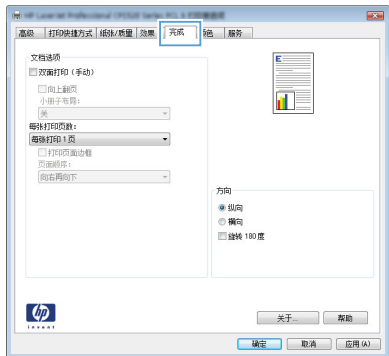 高级 打印快捷方式 纸张/质量 效果 完成 色 服务
文档选项
双面打印（手动）
向上翻页
小册子布局：
关
每张打印页数：
每张打印 1 页
打印页面边框
页面顺序：
向右再向下
E
方向
纵向
横向
旋转 180 度
hp
invent
关于... 帮助
确定 取消 应用(A)